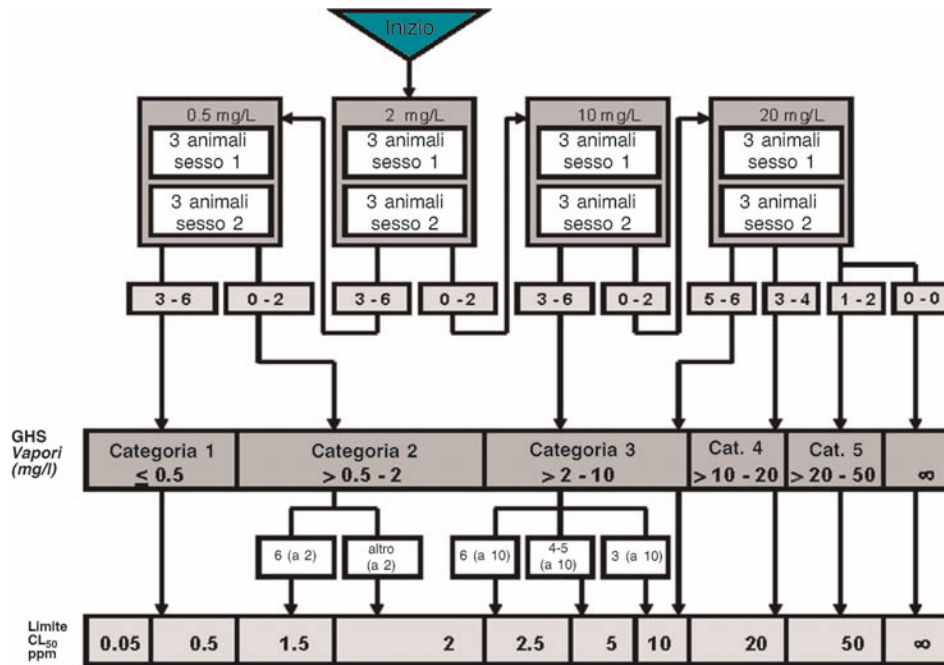 Inizio
0.5 mg/L
3 animali
sesso 1
3 animali
sesso 2
2 mg/L
3 animali
sesso 1
3 animali
sesso 2
10 mg/L
3 animali
sesso 1
3 animali
sesso 2
20 mg/L
3 animali
sesso 1
3 animali
sesso 2
3 - 6
0 - 2
3 - 6
0 - 2
3 - 6
0 - 2
5 - 6
3 - 4
1 - 2
0 - 0
GHS
Vapori
(mg/l)
Categoria 1
≤ 0.5
Categoria 2
> 0.5 - 2
Categoria 3
> 2 - 10
Cat. 4
> 10 - 20
Cat. 5
> 20 - 50
∞
6 (a 2)
altro
(a 2)
6 (a 10)
4-5
(a 10)
3 (a 10)
Limite
CL50
ppm
0.05
0.5
1.5
2
2.5
5
10
20
50
∞